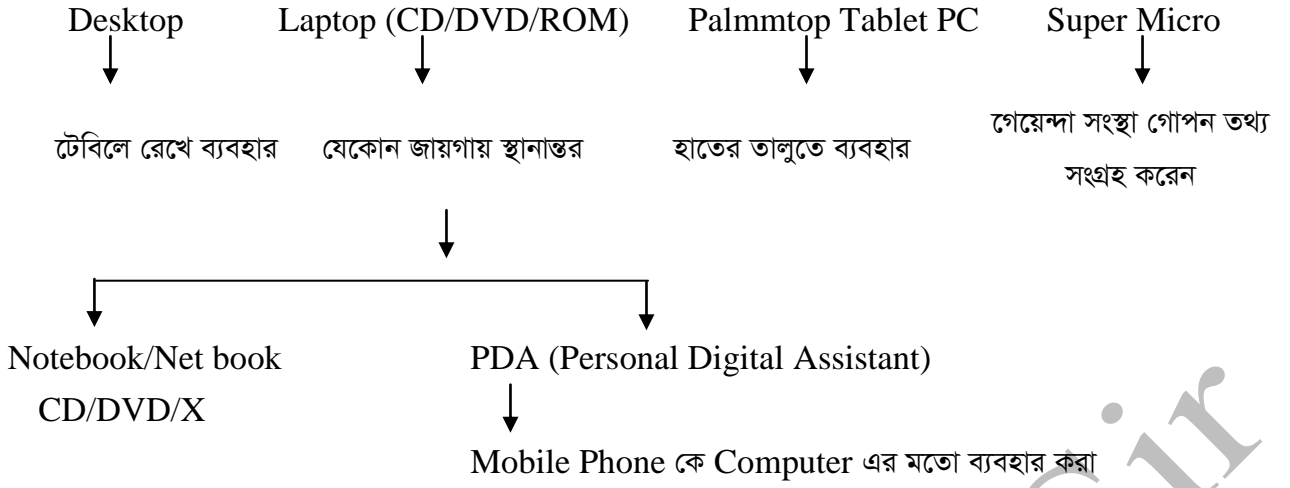 Desktop Laptop (CD/DVD/ROM) Palmmtop Tablet PC Super Micro
টেবিলে রেখে ব্যবহার যেকোন জায়গায় স্থানান্তর হাতের তালুতে ব্যবহার গেয়েন্দা সংস্থা গোপন তথ্য
সংগ্রহ করেন
Notebook/Net book PDA (Personal Digital Assistant)
CD/DVD/X
Mobile Phone কে Computer এর মতো ব্যবহার করা
Sir